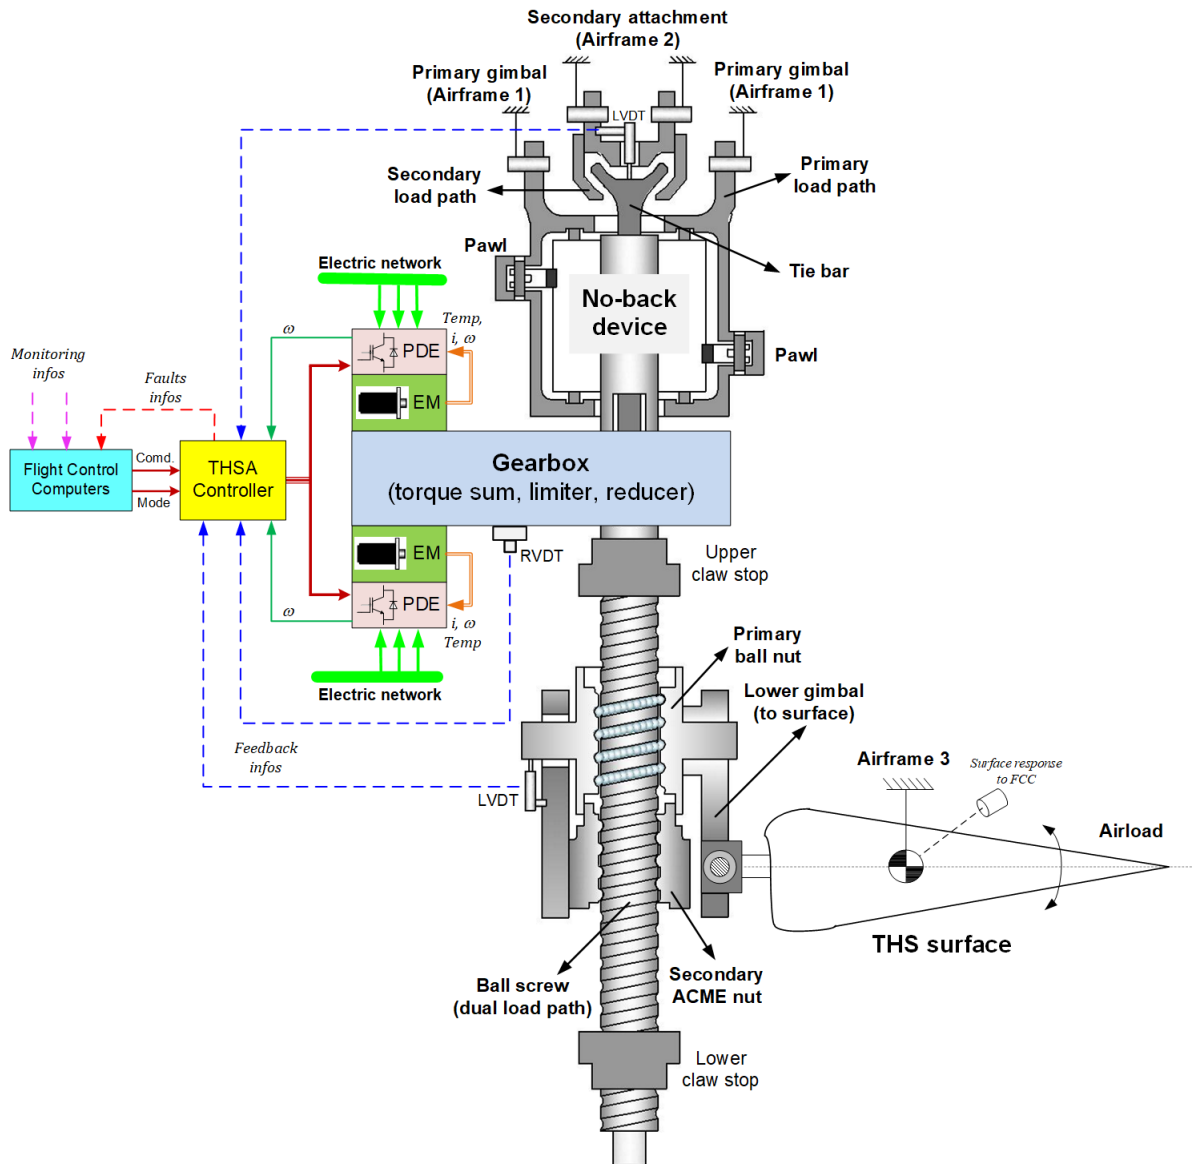 Secondary attachment
(Airframe 2)
Primary gimbal
(Airframe 1)
Primary gimbal
(Airframe 1)
LVDT
Secondary
load path
Primary
load path
Pawl
Tie bar
Electric network
No-back
device
Temp,
i, ω
ω
PDE
Pawl
Monitoring
infos
Faults
infos
EM
Comd.
Flight Control
Computers
THSA
Controller
Mode
Gearbox
(torque sum, limiter, reducer)
EM
RVDT
Upper
claw stop
ω
PDE
i, ω
Temp
Electric network
Primary
ball nut
Lower gimbal
(to surface)
Feedback
infos
LVDT
Airframe 3
Surface response
to FCC
Airload
THS surface
Ball screw
(dual load path)
Secondary
ACME nut
Lower
claw stop